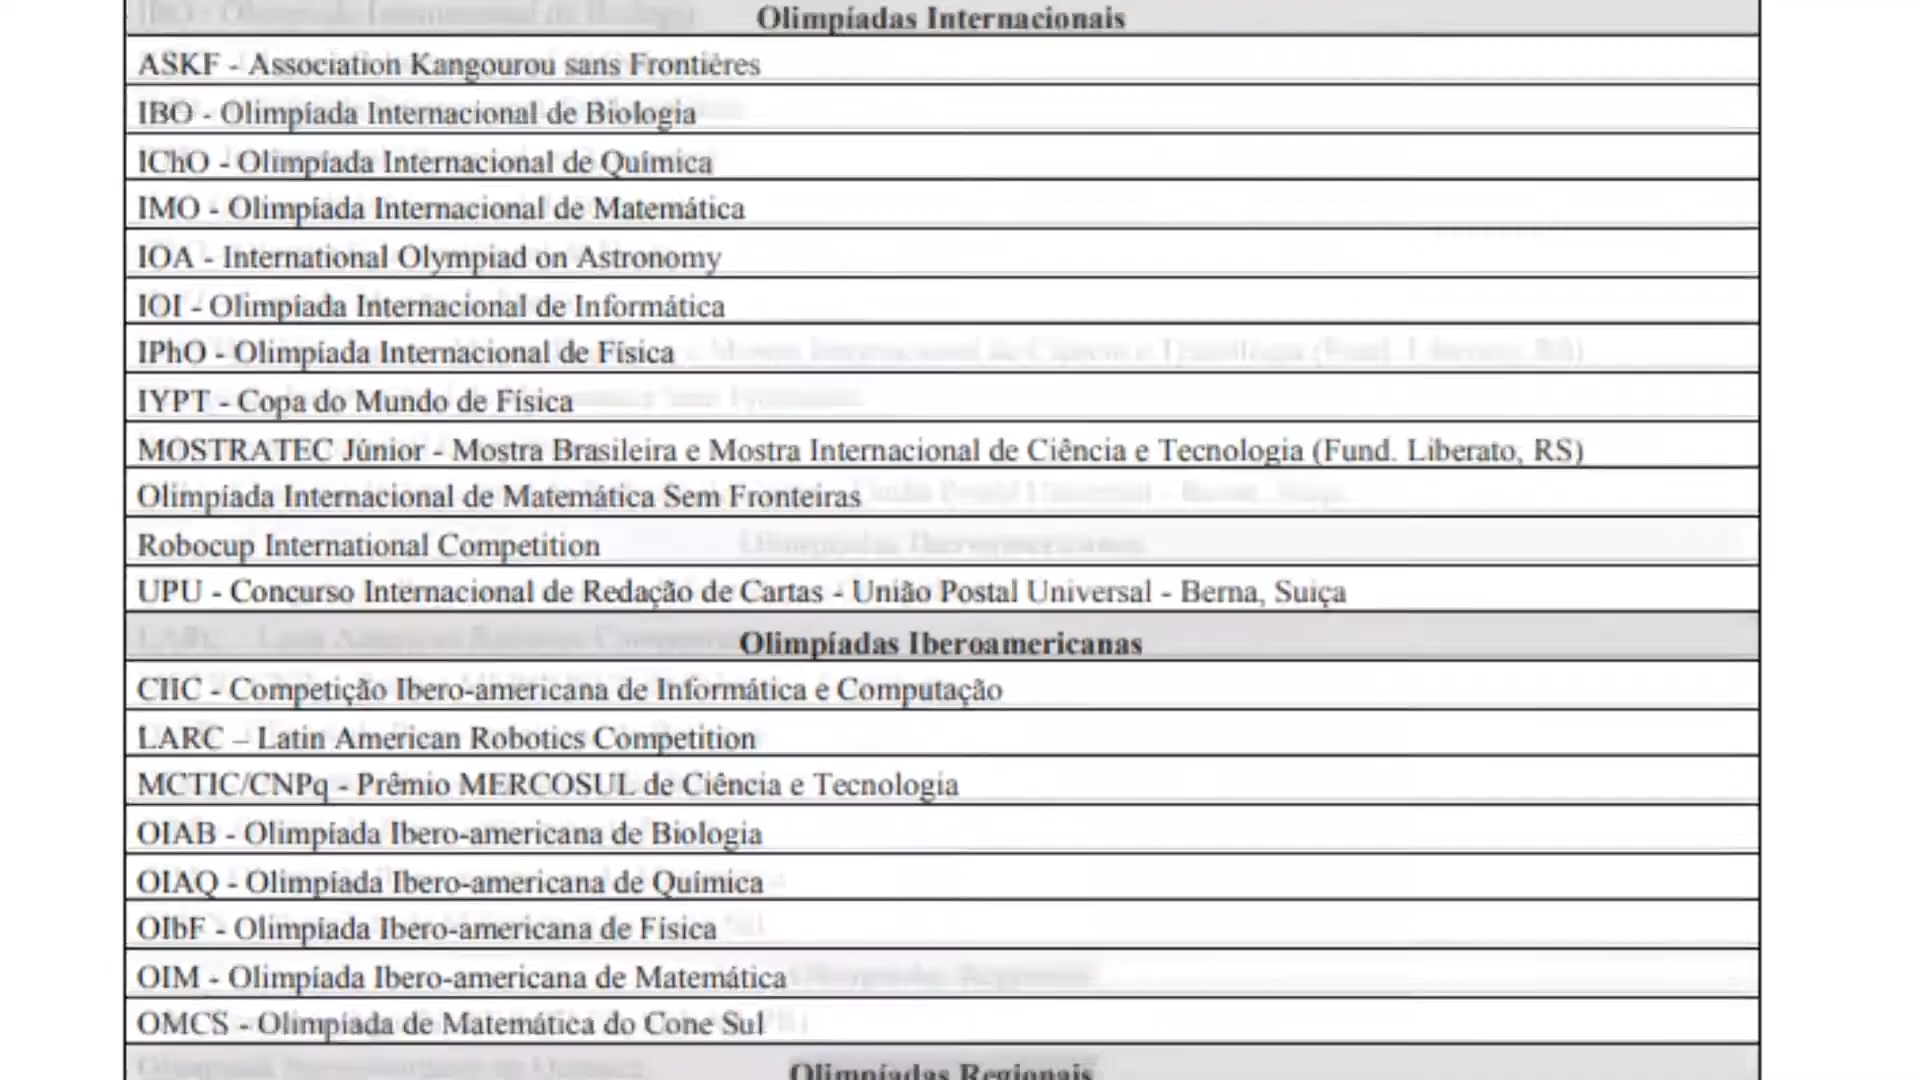 Olimpíadas Internacionais
ASKF - Association Kangourou sans Frontières
IBO - Olimpíada Internacional de Biologia
IChO - Olimpíada Internacional de Química
IMO - Olimpíada Internacional de Matemática
IOA - International Olympiad on Astronomy
IOI - Olimpíada Internacional de Informática
IPhO - Olimpíada Internacional de Física
IYPT - Copa do Mundo de Física
MOSTRATEC Júnior - Mostra Brasileira e Mostra Internacional de Ciência e Tecnologia (Fund. Liberato, RS)
Olimpíada Internacional de Matemática Sem Fronteiras
Robocup International Competition
UPU - Concurso Internacional de Redação de Cartas - União Postal Universal - Berna, Suiça
Olimpíadas Iberoamericanas
CIIC - Competição Ibero-americana de Informática e Computação
LARC – Latin American Robotics Competition
MCTIC/CNPq - Prêmio MERCOSUL de Ciência e Tecnologia
OIAB - Olimpíada Ibero-americana de Biologia
OIAQ - Olimpíada Ibero-americana de Química
OIbF - Olimpíada Ibero-americana de Física
OIM - Olimpíada Ibero-americana de Matemática
OMCS - Olimpíada de Matemática do Cone Sul
Olimpíadas Regionais